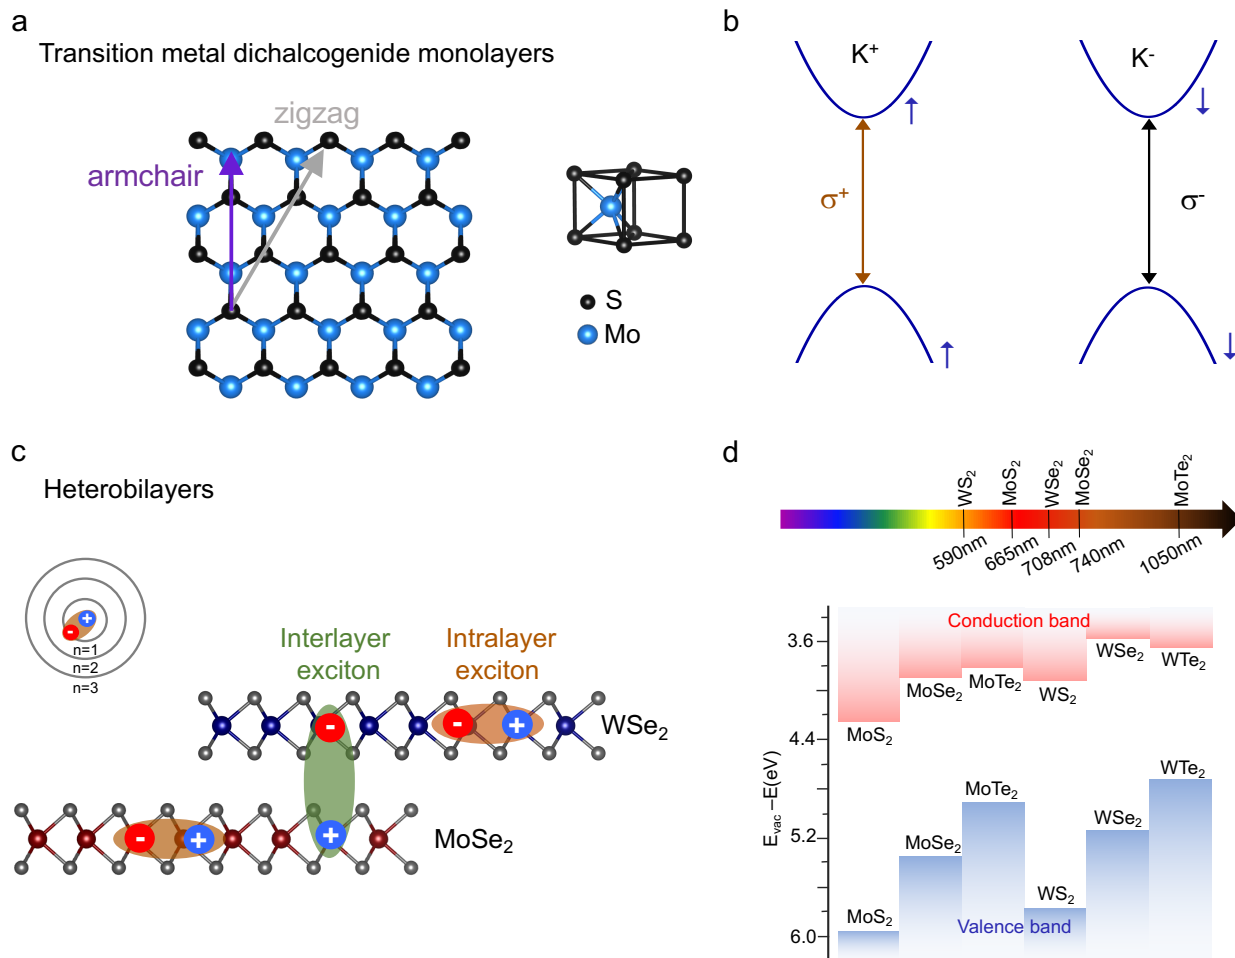 a
Transition metal dichalcogenide monolayers
zigzag
armchair
S
Mo
b
K⁺
K⁻
σ⁺
σ⁻
c
Heterobilayers
-
+
n=1
n=2
n=3
Interlayer
exciton
Intralayer
exciton
-
-
+
WSe₂
-
+
+
MoSe₂
d
WS₂
MoS₂
WSe₂
MoSe₂
MoTe₂
590nm
665nm
708nm
740nm
1050nm
Conduction band
3.6
4.4
5.2
6.0
E_vac–E(eV)
MoS₂
MoSe₂
MoTe₂
WS₂
WSe₂
WTe₂
MoS₂
MoSe₂
MoTe₂
WS₂
WSe₂
WTe₂
Valence band